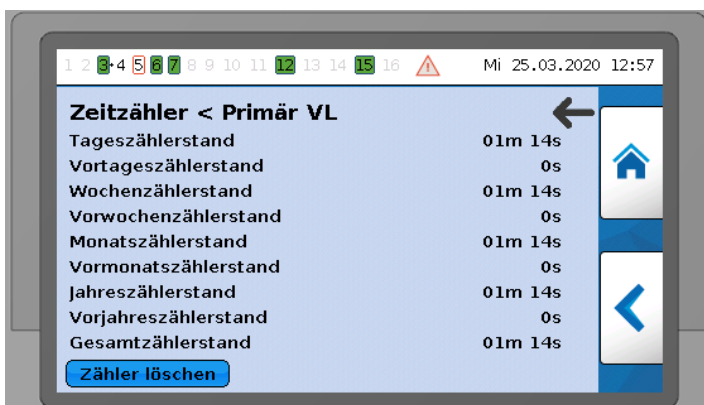 1 2 3+4 5 6 7 8 9 10 11 12 13 14 15 16 Mi 25.03.2020 12:57
Zeitzähler < Primär VL
Tageszählerstand 01m 14s
Vortageszählerstand 0s
Wochenzählerstand 01m 14s
Vorwochenzählerstand 0s
Monatszählerstand 01m 14s
Vormonatszählerstand 0s
Jahreszählerstand 01m 14s
Vorjahreszählerstand 0s
Gesamtzählerstand 01m 14s
Zähler löschen